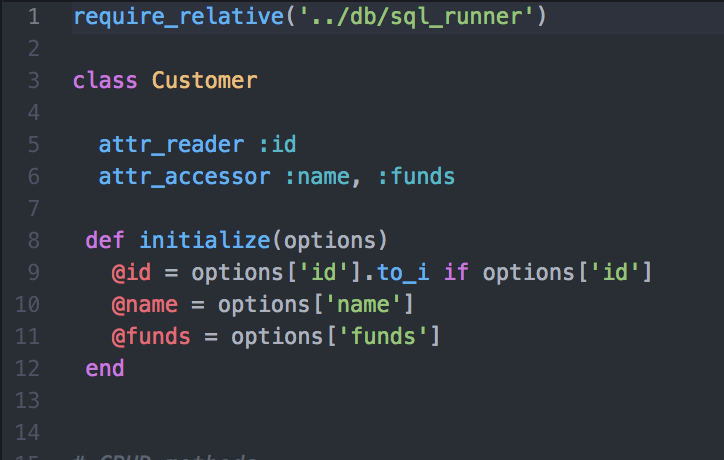 1 require_relative('../db/sql_runner')
2
3 class Customer
4
5 attr_reader :id
6 attr_accessor :name, :funds
7
8 def initialize(options)
9 @id = options['id'].to_i if options['id']
10 @name = options['name']
11 @funds = options['funds']
12 end
13
14
15 # CRUD methods